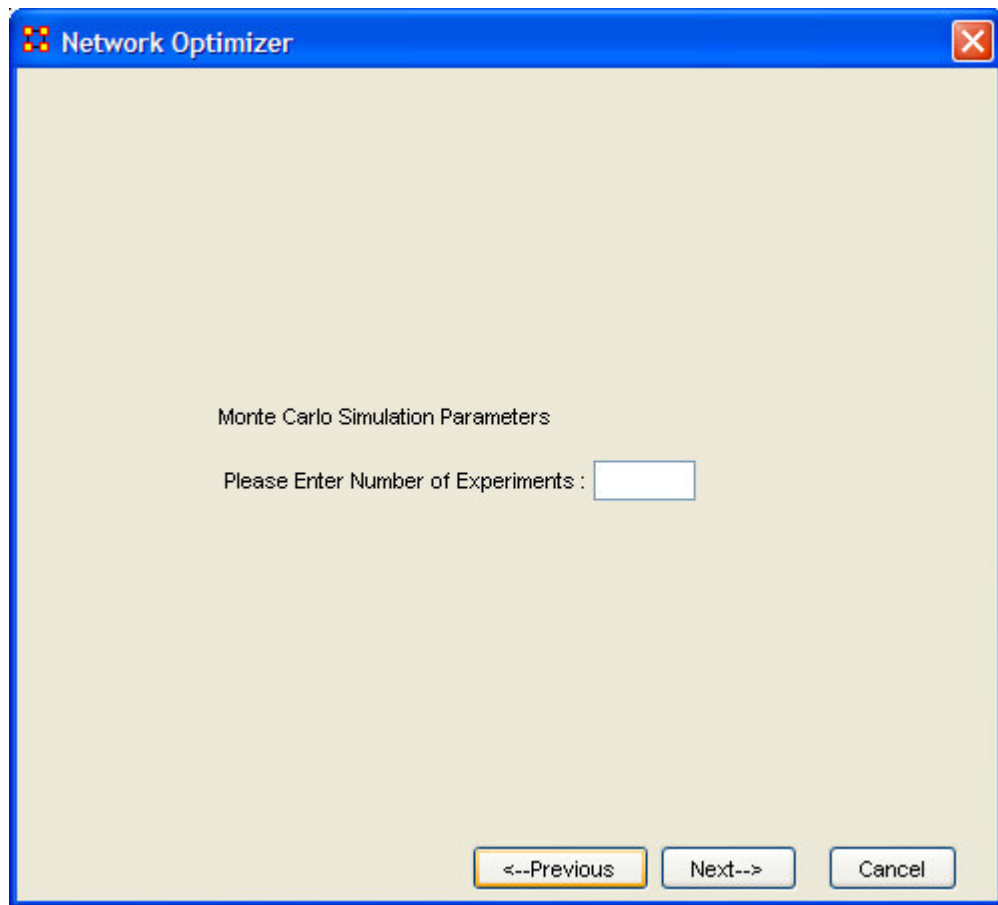 Network Optimizer
Monte Carlo Simulation Parameters
Please Enter Number of Experiments :
<--Previous Next--> Cancel